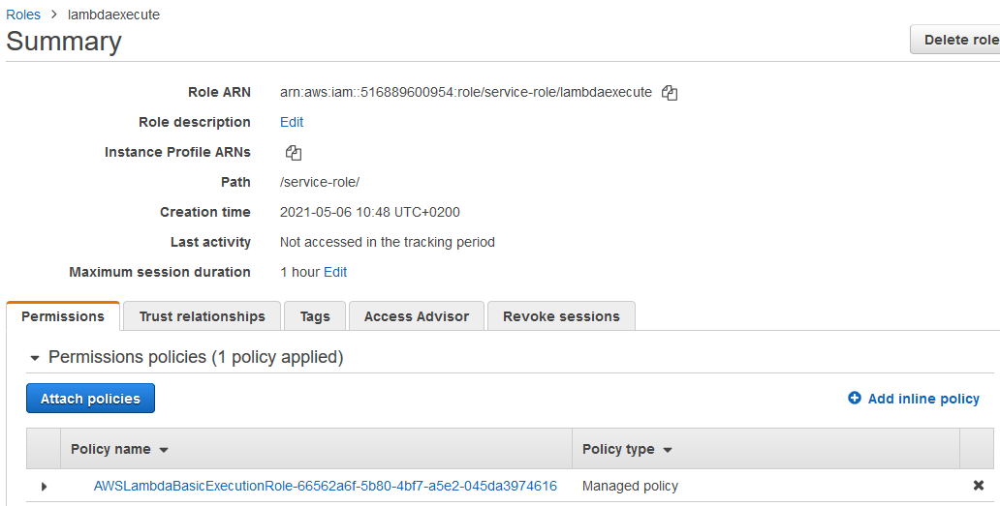 Roles > lambdaexecute
Summary
Delete role
Role ARN arn:aws:iam::516889600954:role/service-role/lambdaexecute
Role description Edit
Instance Profile ARNs
Path /service-role/
Creation time 2021-05-06 10:48 UTC+0200
Last activity Not accessed in the tracking period
Maximum session duration 1 hour Edit
Permissions Trust relationships Tags Access Advisor Revoke sessions
Permissions policies (1 policy applied)
Attach policies Add inline policy
Policy name Policy type
AWSLambdaBasicExecutionRole-66562a6f-5b80-4bf7-a5e2-045da3974616 Managed policy